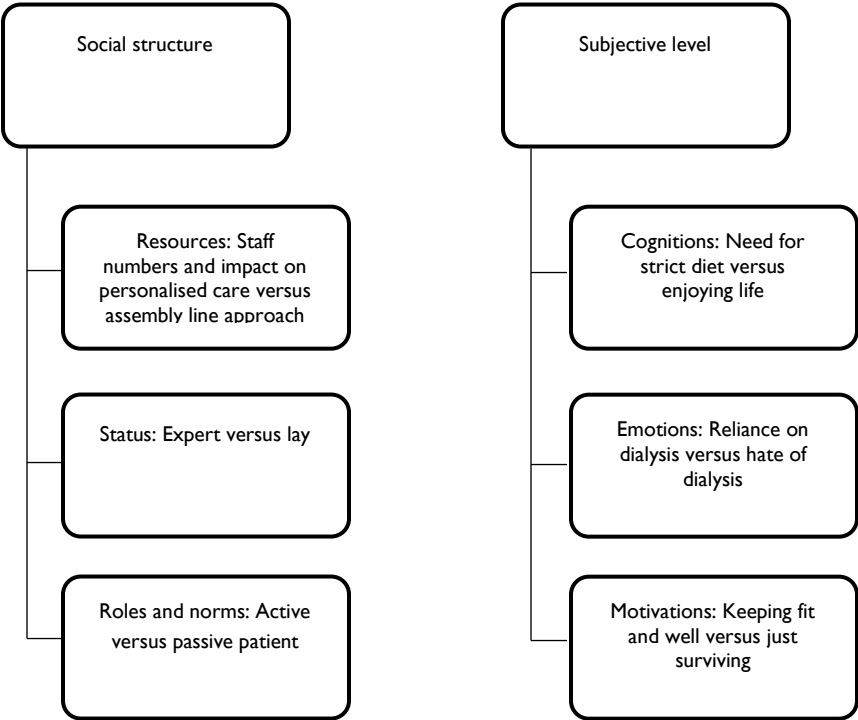 Social structure
Resources: Staff
numbers and impact on
personalised care versus
assembly line approach
Status: Expert versus lay
Roles and norms: Active
versus passive patient
Subjective level
Cognitions: Need for
strict diet versus
enjoying life
Emotions: Reliance on
dialysis versus hate of
dialysis
Motivations: Keeping fit
and well versus just
surviving